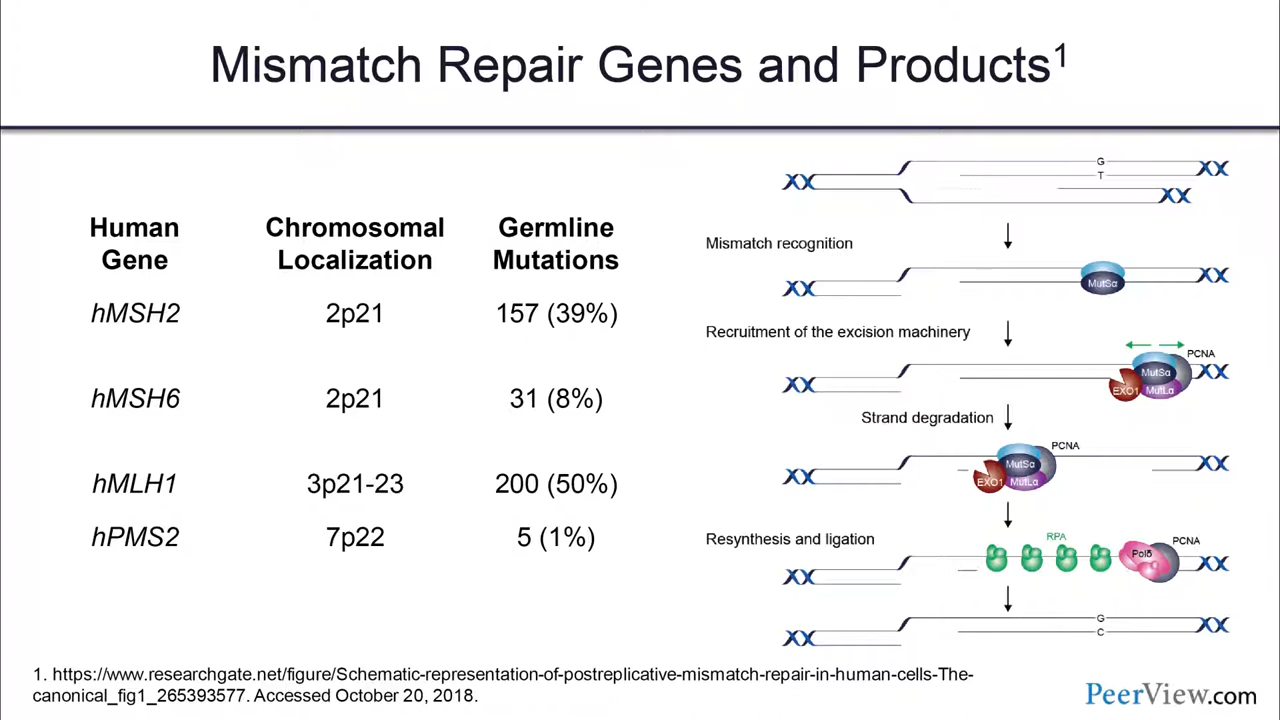 Mismatch Repair Genes and Products¹
Human Gene
Chromosomal Localization
Germline Mutations
hMSH2 2p21 157 (39%)
hMSH6 2p21 31 (8%)
hMLH1 3p21-23 200 (50%)
hPMS2 7p22 5 (1%)
G
T
Mismatch recognition
MutSα
Recruitment of the excision machinery
PCNA
MutSα
EXO1 MutLα
Strand degradation
PCNA
MutSα
EXO1 MutLα
Resynthesis and ligation
RPA
PCNA
Polδ
G
C
1. https://www.researchgate.net/figure/Schematic-representation-of-postreplicative-mismatch-repair-in-human-cells-The-
canonical_fig1_265393577. Accessed October 20, 2018.
PeerView.com